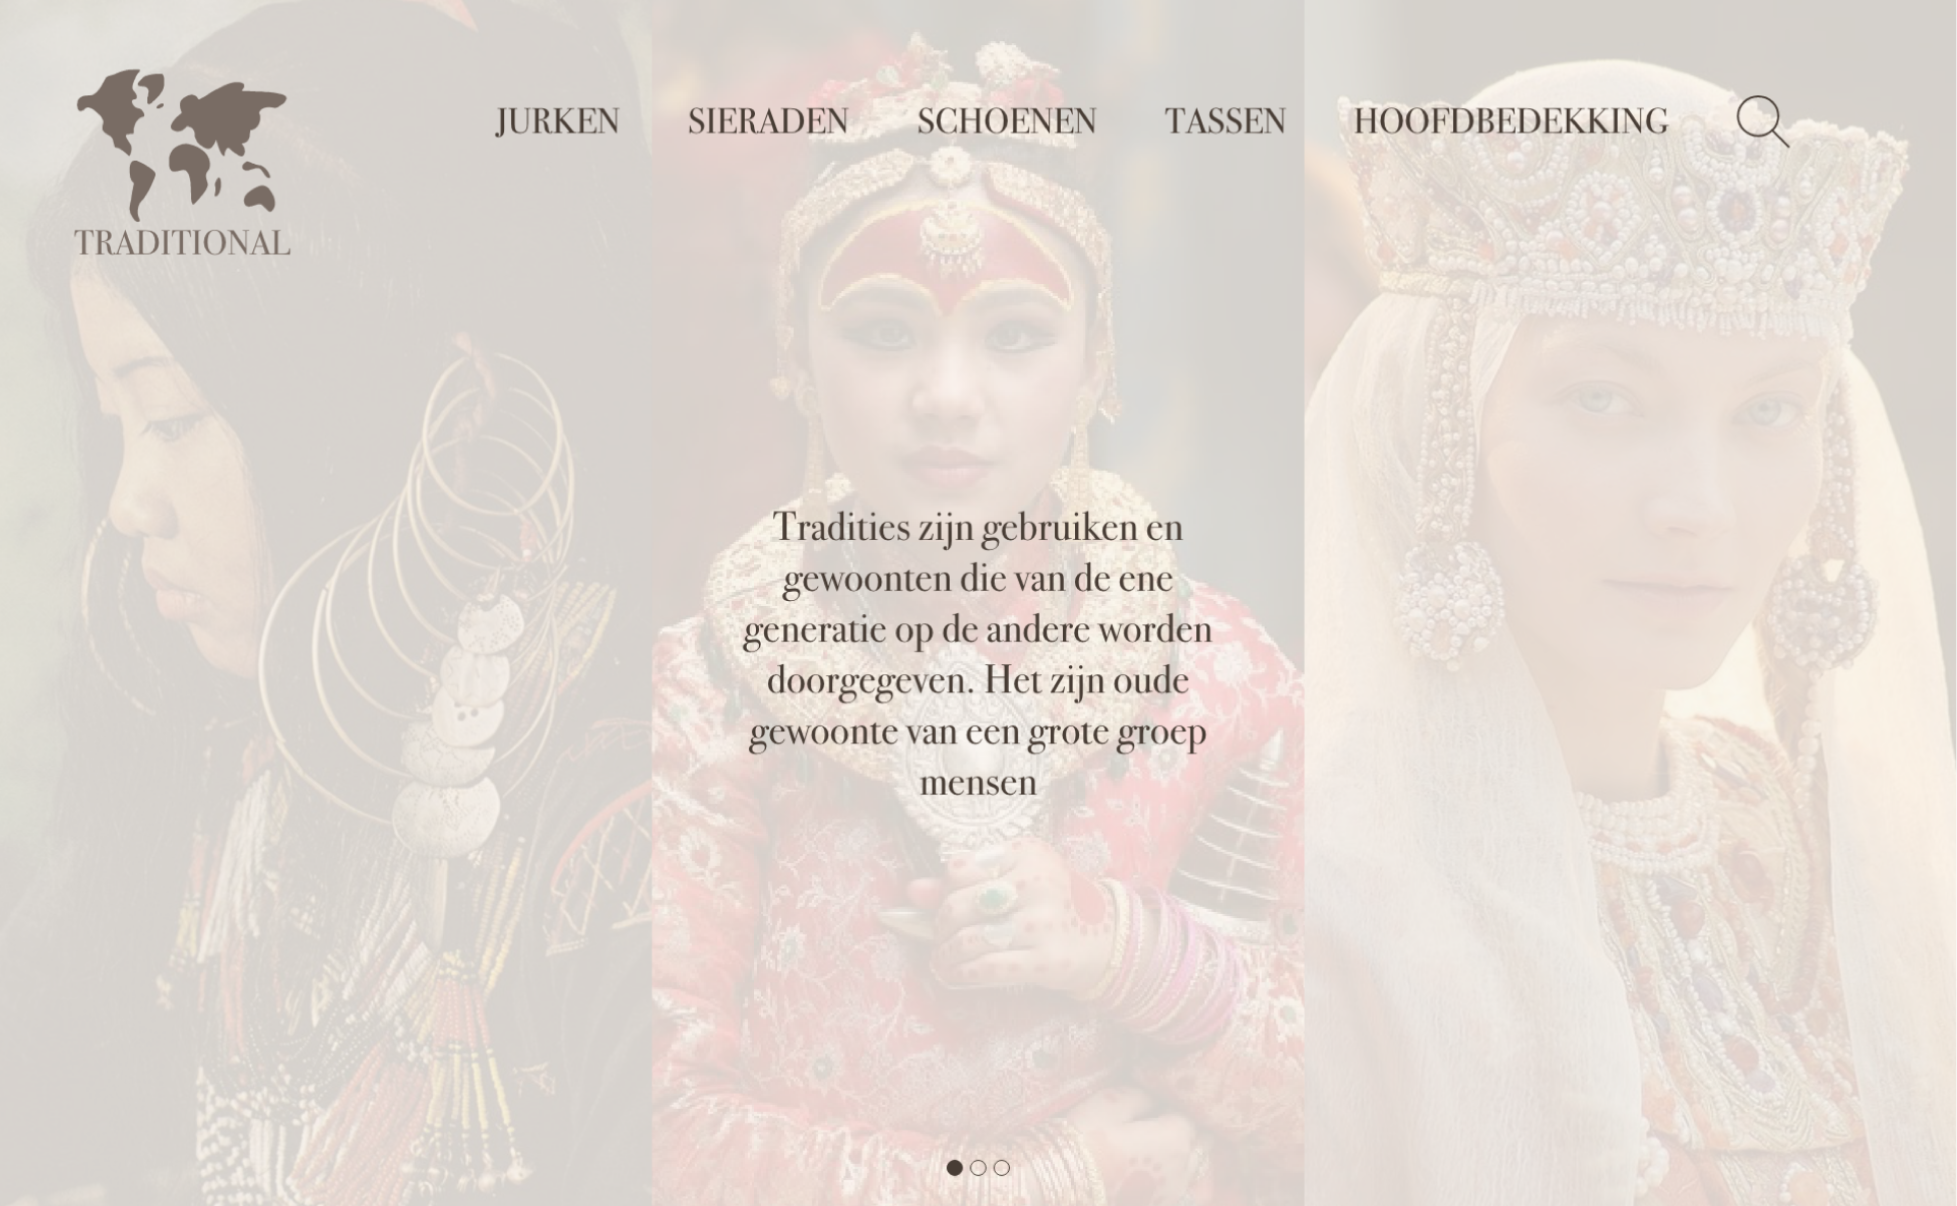 JURKEN SIERADEN SCHOENEN TASSEN HOOFDBEDEKKING
TRADITIONAL
Tradities zijn gebruiken en
gewoonten die van de ene
generatie op de andere worden
doorgegeven. Het zijn oude
gewoonte van een grote groep
mensen